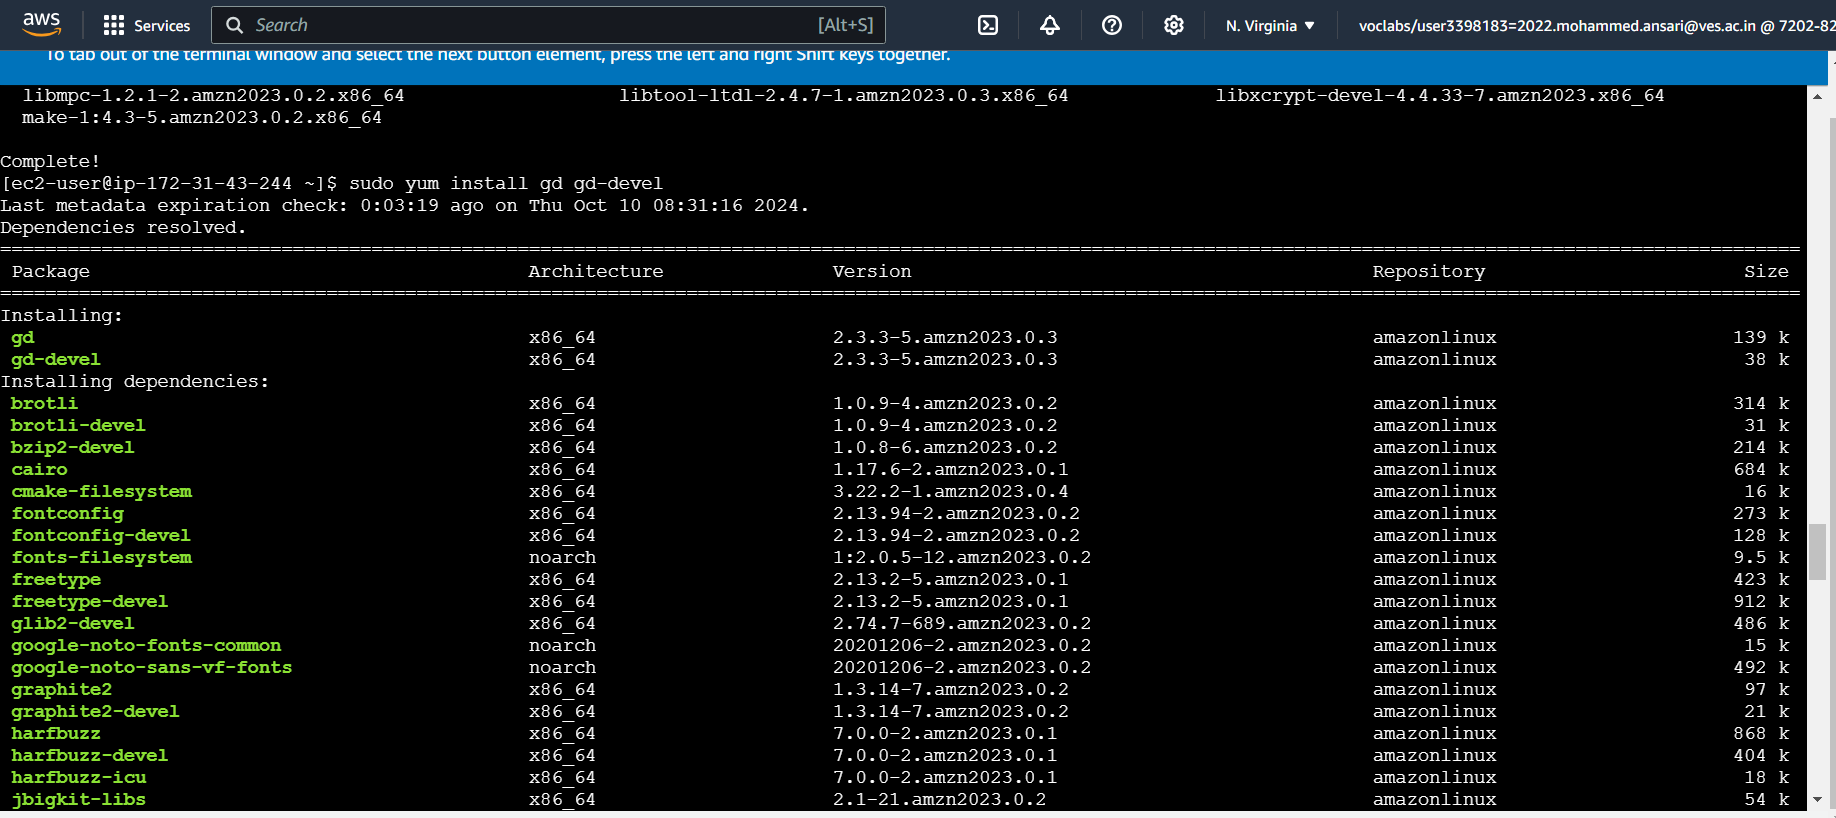 aws
Services
Search [Alt+S]
N. Virginia ▼
voclabs/user3398183=2022.mohammed.ansari@ves.ac.in @ 7202-82
To tab out of the terminal window and select the next button element, press the left and right Shift keys together.
libmpc-1.2.1-2.amzn2023.0.2.x86_64 libtool-ltdl-2.4.7-1.amzn2023.0.3.x86_64 libxcrypt-devel-4.4.33-7.amzn2023.x86_64
make-1:4.3-5.amzn2023.0.2.x86_64
Complete!
[ec2-user@ip-172-31-43-244 ~]$ sudo yum install gd gd-devel
Last metadata expiration check: 0:03:19 ago on Thu Oct 10 08:31:16 2024.
Dependencies resolved.
Package Architecture Version Repository Size
Installing:
gd x86_64 2.3.3-5.amzn2023.0.3 amazonlinux 139 k
gd-devel x86_64 2.3.3-5.amzn2023.0.3 amazonlinux 38 k
Installing dependencies:
brotli x86_64 1.0.9-4.amzn2023.0.2 amazonlinux 314 k
brotli-devel x86_64 1.0.9-4.amzn2023.0.2 amazonlinux 31 k
bzip2-devel x86_64 1.0.8-6.amzn2023.0.2 amazonlinux 214 k
cairo x86_64 1.17.6-2.amzn2023.0.1 amazonlinux 684 k
cmake-filesystem x86_64 3.22.2-1.amzn2023.0.4 amazonlinux 16 k
fontconfig x86_64 2.13.94-2.amzn2023.0.2 amazonlinux 273 k
fontconfig-devel x86_64 2.13.94-2.amzn2023.0.2 amazonlinux 128 k
fonts-filesystem noarch 1:2.0.5-12.amzn2023.0.2 amazonlinux 9.5 k
freetype x86_64 2.13.2-5.amzn2023.0.1 amazonlinux 423 k
freetype-devel x86_64 2.13.2-5.amzn2023.0.1 amazonlinux 912 k
glib2-devel x86_64 2.74.7-689.amzn2023.0.2 amazonlinux 486 k
google-noto-fonts-common noarch 20201206-2.amzn2023.0.2 amazonlinux 15 k
google-noto-sans-vf-fonts noarch 20201206-2.amzn2023.0.2 amazonlinux 492 k
graphite2 x86_64 1.3.14-7.amzn2023.0.2 amazonlinux 97 k
graphite2-devel x86_64 1.3.14-7.amzn2023.0.2 amazonlinux 21 k
harfbuzz x86_64 7.0.0-2.amzn2023.0.1 amazonlinux 868 k
harfbuzz-devel x86_64 7.0.0-2.amzn2023.0.1 amazonlinux 404 k
harfbuzz-icu x86_64 7.0.0-2.amzn2023.0.1 amazonlinux 18 k
jbigkit-libs x86_64 2.1-21.amzn2023.0.2 amazonlinux 54 k